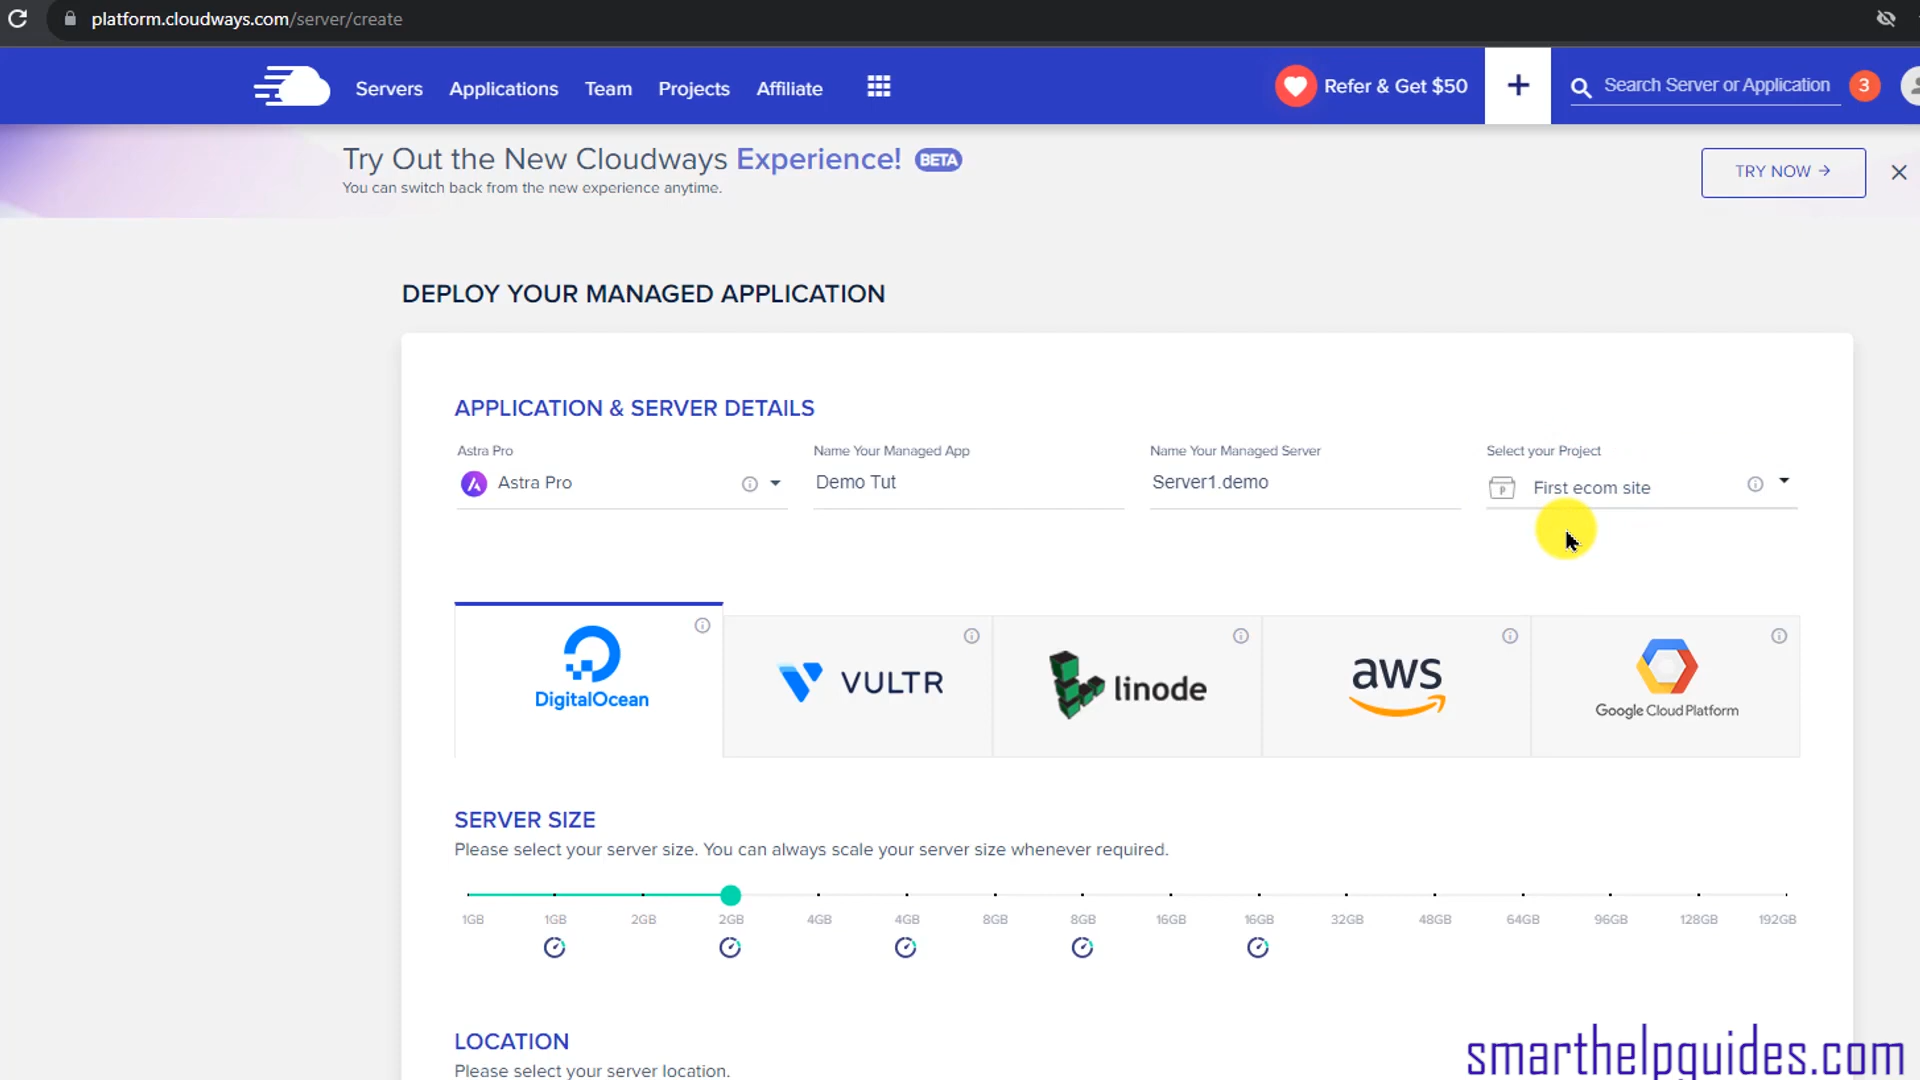 platform.cloudways.com/server/create
Servers Applications Team Projects Affiliate Refer & Get $50 + Search Server or Application 3
Try Out the New Cloudways Experience! BETA
You can switch back from the new experience anytime.
TRY NOW →
DEPLOY YOUR MANAGED APPLICATION
APPLICATION & SERVER DETAILS
Astra Pro Name Your Managed App Name Your Managed Server Select your Project
Astra Pro Demo Tut Server1.demo First ecom site
DigitalOcean VULTR linode aws Google Cloud Platform
SERVER SIZE
Please select your server size. You can always scale your server size whenever required.
1GB 1GB 2GB 2GB 4GB 4GB 8GB 8GB 16GB 16GB 32GB 48GB 64GB 96GB 128GB 192GB
LOCATION
Please select your server location.
smarthelpguides.com